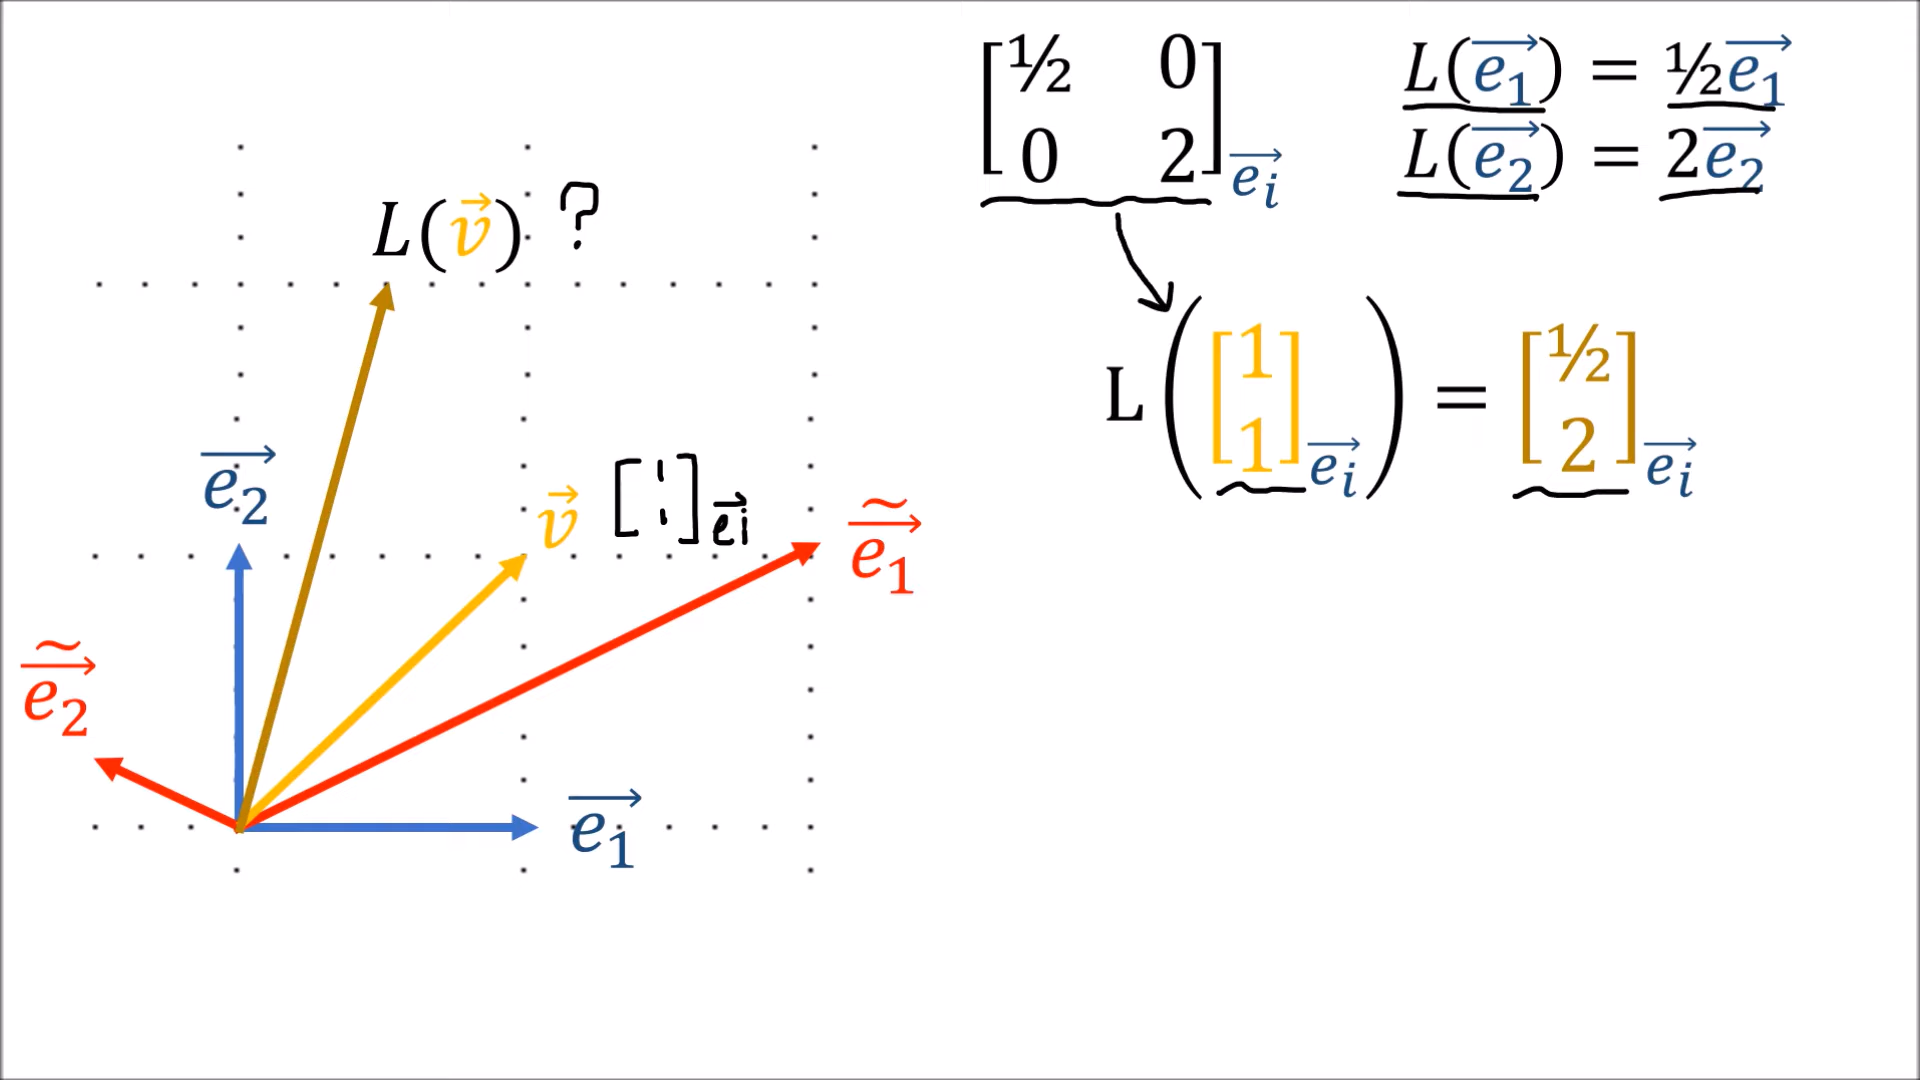 [½ 0
0 2]e⃗ᵢ
L(e⃗₁) = ½e⃗₁
L(e⃗₂) = 2e⃗₂
L(v⃗) ?
L([1
1]e⃗ᵢ) = [½
2]e⃗ᵢ
e⃗₂
v⃗ [1
1]e⃗ᵢ
ẽ⃗₁
ẽ⃗₂
e⃗₁